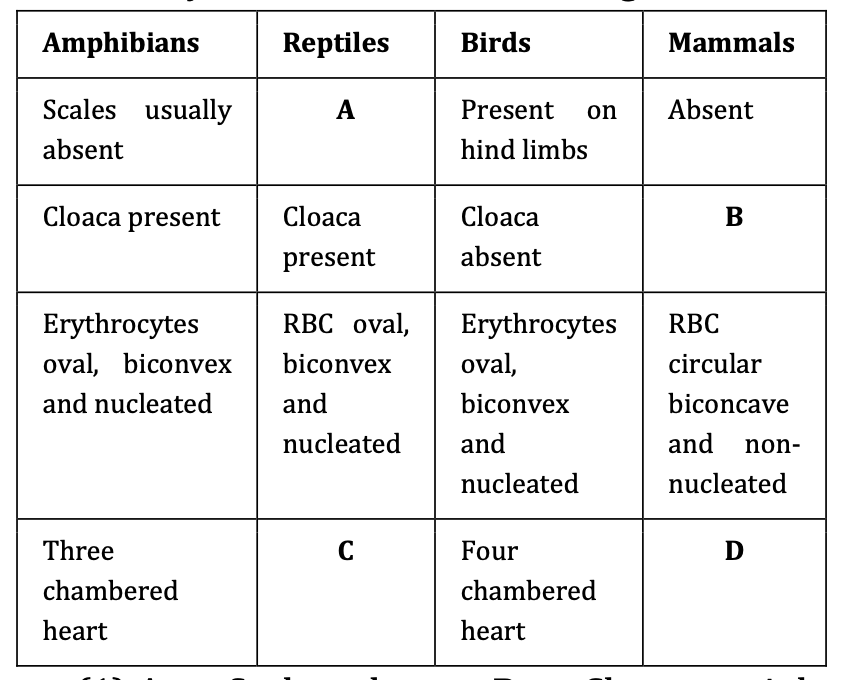 Amphibians Reptiles Birds Mammals
Scales usually absent A Present on hind limbs Absent
Cloaca present Cloaca present Cloaca absent B
Erythrocytes oval, biconvex and nucleated RBC oval, biconvex and nucleated Erythrocytes oval, biconvex and nucleated RBC circular biconcave and non-nucleated
Three chambered heart C Four chambered heart D